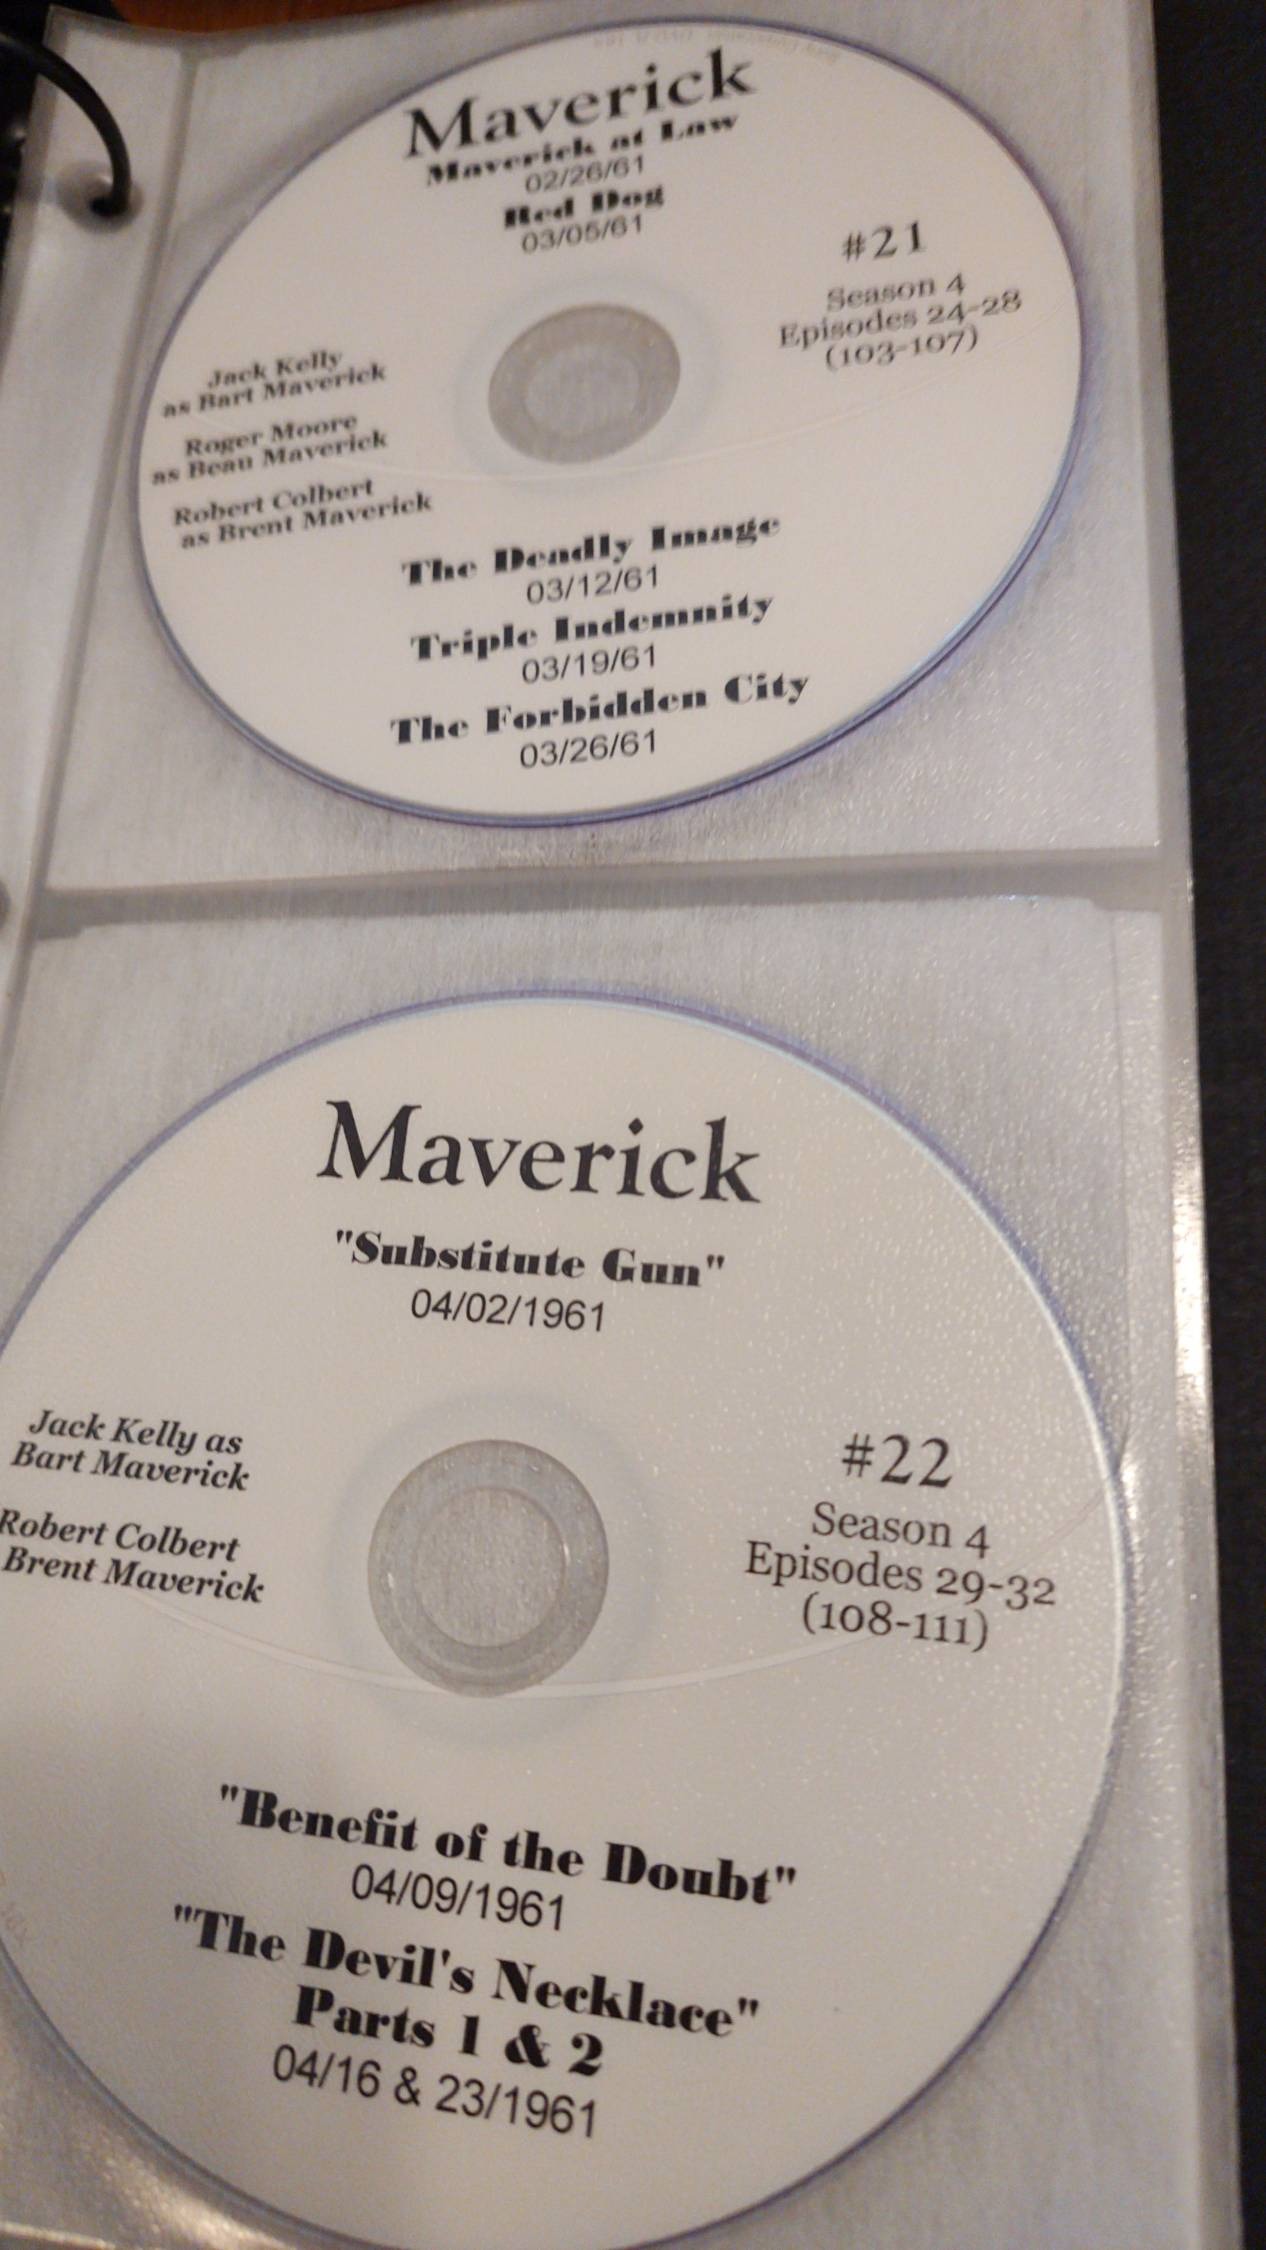 Maverick
Maverick at Law
02/26/61
Red Dog
03/05/61
#21
Season 4
Episodes 24-28
(103-107)
Jack Kelly
as Bart Maverick
Roger Moore
as Beau Maverick
Robert Colbert
as Brent Maverick
The Deadly Image
03/12/61
Triple Indemnity
03/19/61
The Forbidden City
03/26/61
Maverick
"Substitute Gun"
04/02/1961
Jack Kelly as
Bart Maverick
Robert Colbert
Brent Maverick
#22
Season 4
Episodes 29-32
(108-111)
"Benefit of the Doubt"
04/09/1961
"The Devil's Necklace"
Parts 1 & 2
04/16 & 23/1961